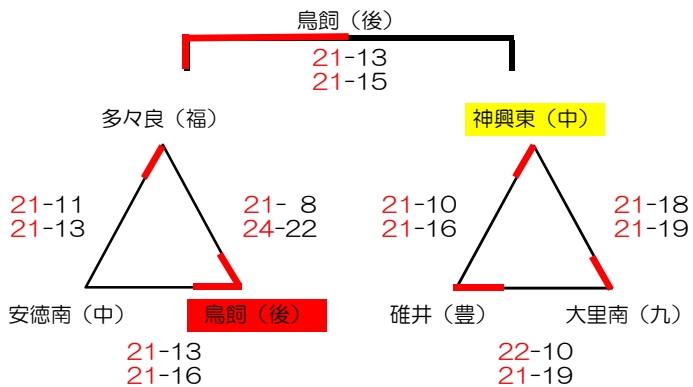 鳥飼（後）
21-13
21-15
多々良（福）
神興東（中）
21-11
21-13
21- 8
24-22
21-10
21-16
21-18
21-19
安徳南（中）
鳥飼（後）
碓井（豊）
大里南（九）
21-13
21-16
22-10
21-19